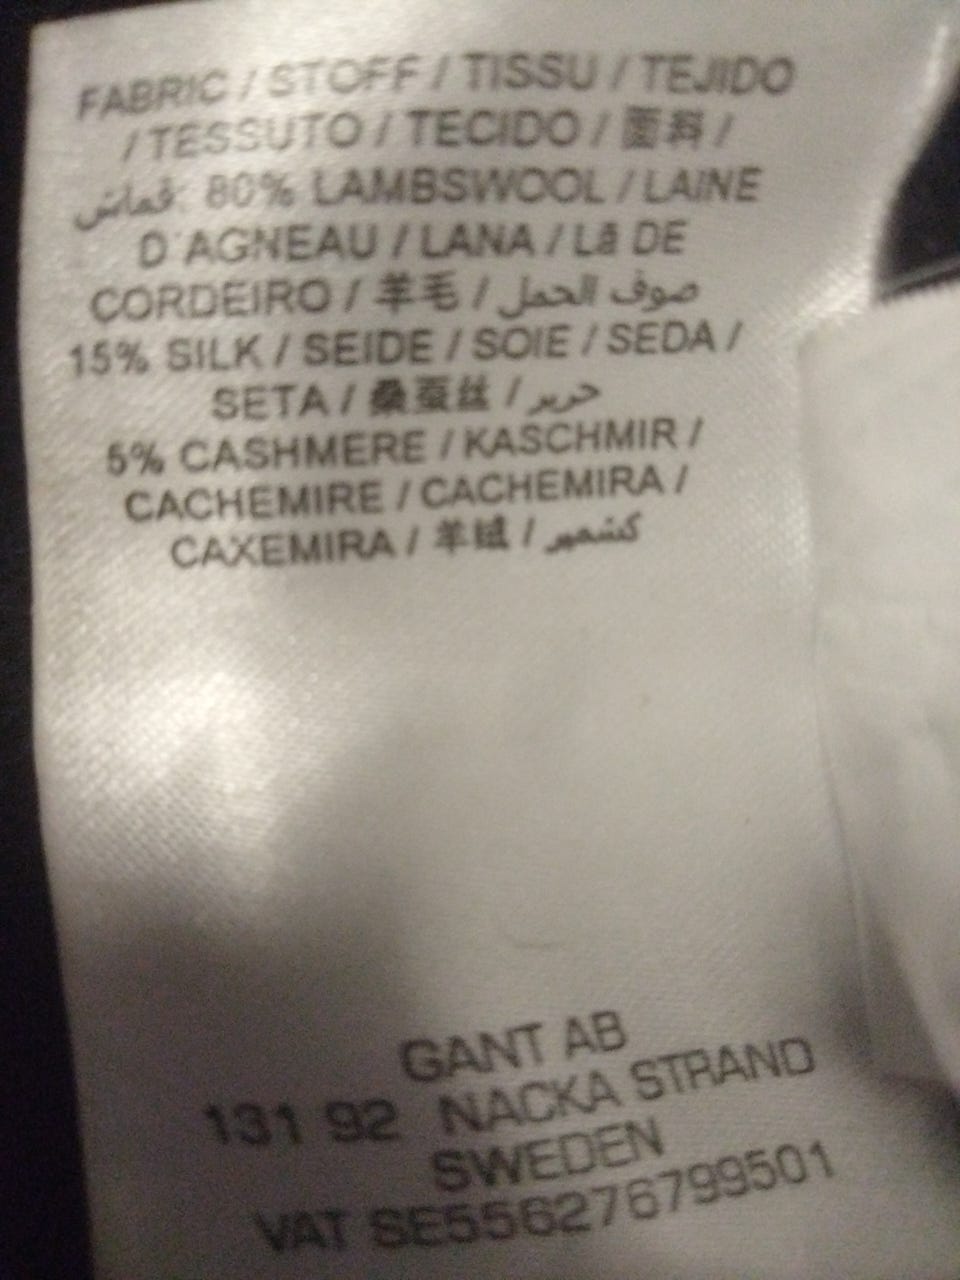 FABRIC / STOFF / TISSU / TEJIDO
/ TESSUTO / TECIDO / 面料 /
قماش: 80% LAMBSWOOL / LAINE
D'AGNEAU / LANA / Lã DE
CORDEIRO / 羊毛 / صوف الحمل
15% SILK / SEIDE / SOIE / SEDA /
SETA / 桑蚕丝 / حرير
5% CASHMERE / KASCHMIR /
CACHEMIRE / CACHEMIRA /
CAXEMIRA / 羊绒 / كشمير
GANT AB
131 92 NACKA STRAND
SWEDEN
VAT SE556276799501